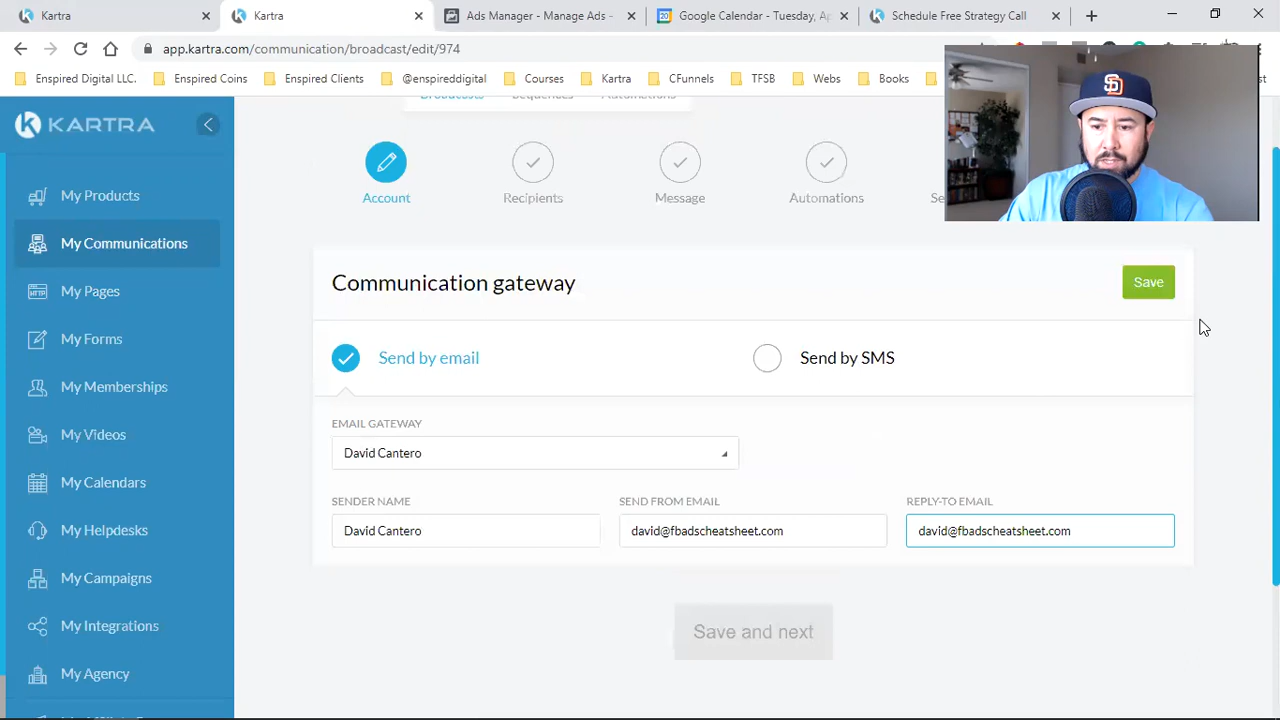 Kartra
Kartra
Ads Manager - Manage Ads -
Google Calendar - Tuesday, Ap
Schedule Free Strategy Call
app.kartra.com/communication/broadcast/edit/974
Enspired Digital LLC.
Enspired Coins
Enspired Clients
@enspireddigital
Courses
Kartra
CFunnels
TFSB
Webs
Books
KARTRA
Broadcasts
Sequences
Automations
SD
Account
Recipients
Message
Automations
My Products
My Communications
My Pages
My Forms
My Memberships
My Videos
My Calendars
My Helpdesks
My Campaigns
My Integrations
My Agency
Communication gateway
Save
Send by email
Send by SMS
EMAIL GATEWAY
David Cantero
SENDER NAME
SEND FROM EMAIL
REPLY-TO EMAIL
David Cantero
david@fbadscheatsheet.com
david@fbadscheatsheet.com
Save and next